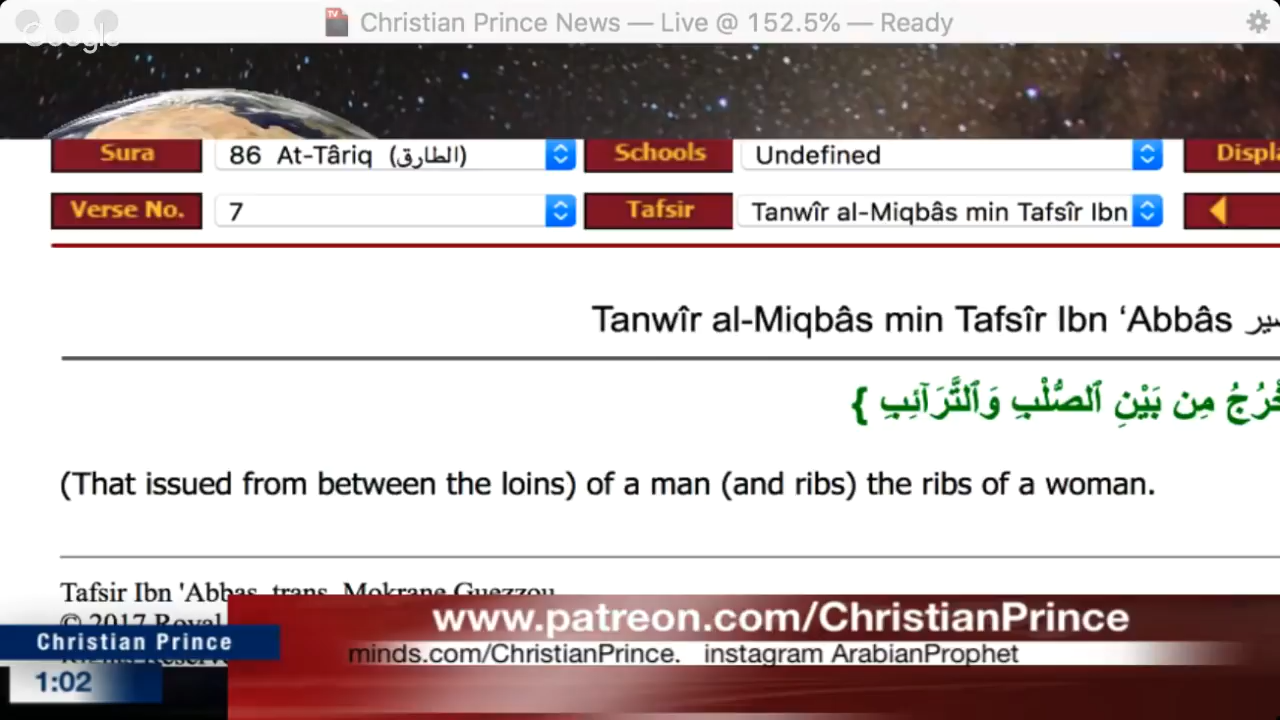 Christian Prince News — Live @ 152.5% — Ready
Google
Sura
86 At-Târiq (الطارق)
Schools
Undefined
Verse No.
7
Tafsir
Tanwîr al-Miqbâs min Tafsîr Ibn
Tanwîr al-Miqbâs min Tafsîr Ibn ‘Abbâs
مِن بَيْنِ ٱلصُّلْبِ وَٱلتَّرَآئِبِ }
(That issued from between the loins) of a man (and ribs) the ribs of a woman.
Tafsir Ibn 'Abbas, trans. Mokrane Guezzou
© 2017 Royal
www.patreon.com/ChristianPrince
Christian Prince
minds.com/ChristianPrince. instagram ArabianProphet
1:02